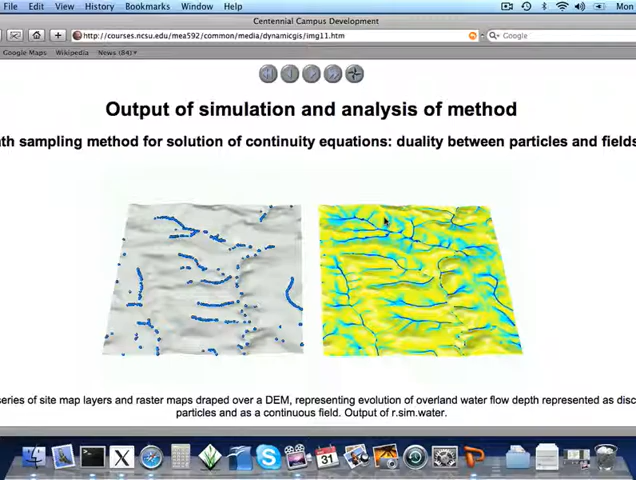 File Edit View History Bookmarks Window Help Mon
Centennial Campus Development
http://courses.ncsu.edu/mea592/common/media/dynamicgis/img11.htm
Google
Google Maps Wikipedia News (84)
Output of simulation and analysis of method
th sampling method for solution of continuity equations: duality between particles and fields
series of site map layers and raster maps draped over a DEM, representing evolution of overland water flow depth represented as disc
particles and as a continuous field. Output of r.sim.water.
31